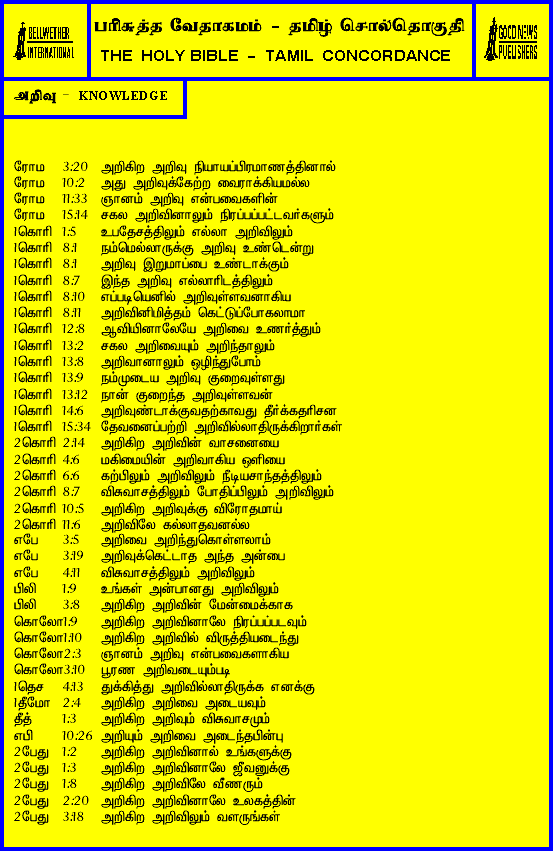 BELLWETHER
INTERNATIONAL
பரிசுத்த வேதாகமம் - தமிழ் சொல்தொகுதி
THE HOLY BIBLE - TAMIL CONCORDANCE
GOOD NEWS
PUBLISHERS
அறிவு - KNOWLEDGE
ரோம 3:20 அறிகிற அறிவு நியாயப்பிரமாணத்தினால்
ரோம 10:2 அது அறிவுக்கேற்ற வைராக்கியமல்ல
ரோம 11:33 ஞானம் அறிவு என்பவைகளின்
ரோம 15:14 சகல அறிவினாலும் நிரப்பப்பட்டவர்களும்
1கொரி 1:5 உபதேசத்திலும் எல்லா அறிவிலும்
1கொரி 8:1 நம்மெல்லாருக்கு அறிவு உண்டென்று
1கொரி 8:1 அறிவு இறுமாப்பை உண்டாக்கும்
1கொரி 8:7 இந்த அறிவு எல்லாரிடத்திலும்
1கொரி 8:10 எப்படியெனில் அறிவுள்ளவனாகிய
1கொரி 8:11 அறிவினிமித்தம் கெட்டுப்போகலாமா
1கொரி 12:8 ஆவியினாலேயே அறிவை உணர்த்தும்
1கொரி 13:2 சகல அறிவையும் அறிந்தாலும்
1கொரி 13:8 அறிவானாலும் ஒழிந்துபோம்
1கொரி 13:9 நம்முடைய அறிவு குறைவுள்ளது
1கொரி 13:12 நான் குறைந்த அறிவுள்ளவன்
1கொரி 14:6 அறிவுண்டாக்குவதற்காவது தீர்க்கதரிசன
1கொரி 15:34 தேவனைப்பற்றி அறிவில்லாதிருக்கிறார்கள்
2கொரி 2:14 அறிகிற அறிவின் வாசனையை
2கொரி 4:6 மகிமையின் அறிவாகிய ஒளியை
2கொரி 6:6 கற்பிலும் அறிவிலும் நீடியசாந்தத்திலும்
2கொரி 8:7 விசுவாசத்திலும் போதிப்பிலும் அறிவிலும்
2கொரி 10:5 அறிகிற அறிவுக்கு விரோதமாய்
2கொரி 11:6 அறிவிலே கல்லாதவனல்ல
எபே 3:5 அறிவை அறிந்துகொள்ளலாம்
எபே 3:19 அறிவுக்கெட்டாத அந்த அன்பை
எபே 4:11 விசுவாசத்திலும் அறிவிலும்
பிலி 1:9 உங்கள் அன்பானது அறிவிலும்
பிலி 3:8 அறிகிற அறிவின் மேன்மைக்காக
கொலோ1:9 அறிகிற அறிவினாலே நிரப்பப்படவும்
கொலோ1:10 அறிகிற அறிவில் விருத்தியடைந்து
கொலோ2:3 ஞானம் அறிவு என்பவைகளாகிய
கொலோ3:10 பூரண அறிவடையும்படி
1தெச 4:13 துக்கித்து அறிவில்லாதிருக்க எனக்கு
1தீமோ 2:4 அறிகிற அறிவை அடையவும்
தீத் 1:3 அறிகிற அறிவும் விசுவாசமும்
எபி 10:26 அறியும் அறிவை அடைந்தபின்பு
2பேது 1:2 அறிகிற அறிவினால் உங்களுக்கு
2பேது 1:3 அறிகிற அறிவினாலே ஜீவனுக்கு
2பேது 1:8 அறிகிற அறிவிலே வீணரும்
2பேது 2:20 அறிகிற அறிவினாலே உலகத்தின்
2பேது 3:18 அறிகிற அறிவிலும் வளருங்கள்